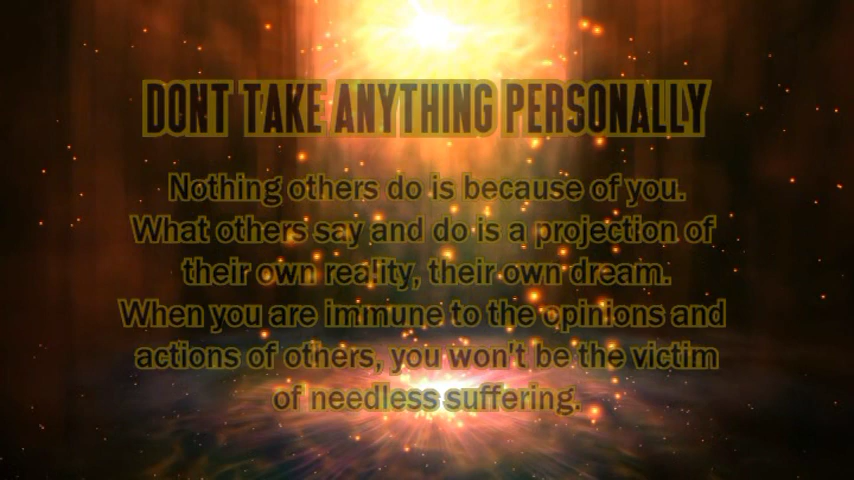 DONT TAKE ANYTHING PERSONALLY
Nothing others do is because of you.
What others say and do is a projection of
their own reality, their own dream.
When you are immune to the opinions and
actions of others, you won't be the victim
of needless suffering.